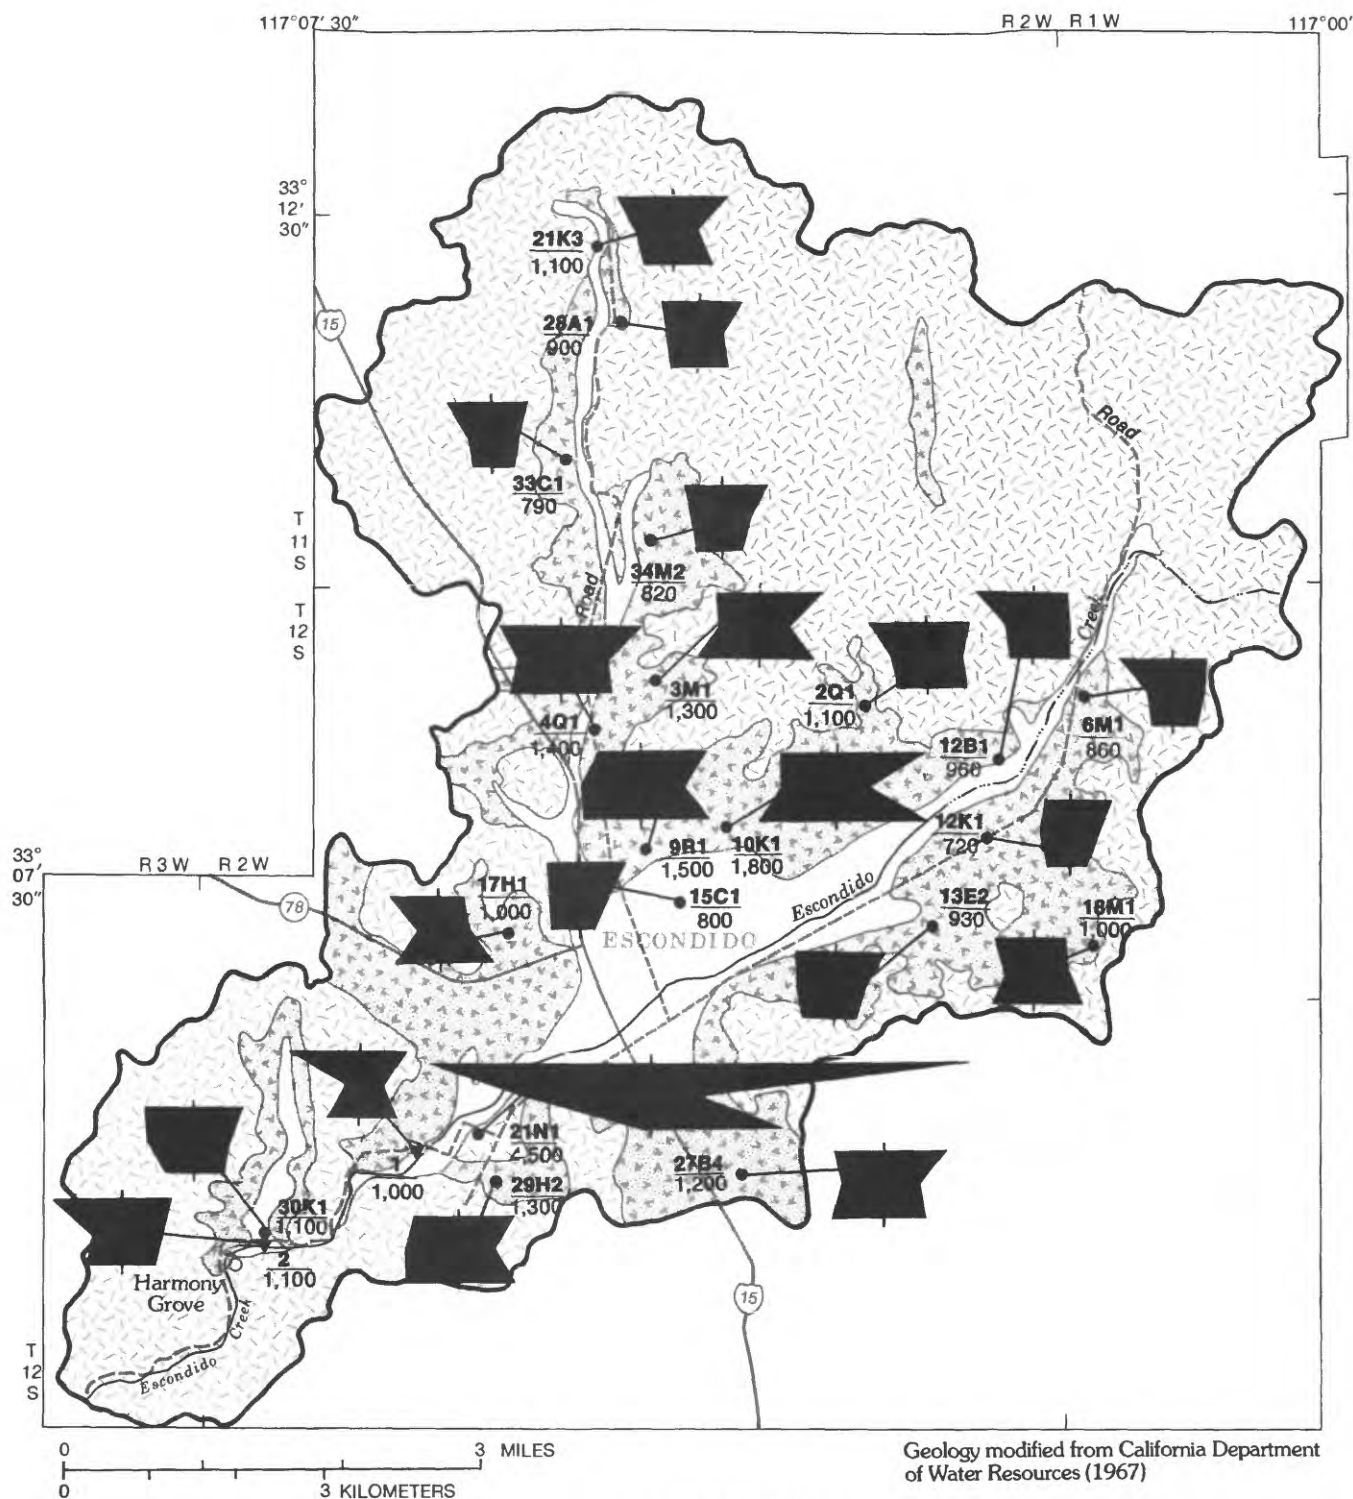 117°07' 30"
R 2 W R 1 W
117°00'
33°
12'
30"
21K3
1,100
15
28A1
900
Road
33C1
790
T
11
S
34M2
820
Road
T
12
S
Creek
3M1
1,300
2Q1
1,100
6M1
860
4Q1
1,400
12B1
960
12K1
720
33°
07'
30"
R 3 W R 2 W
9R1
1,500
10K1
1,800
17H1
1,000
78
15C1
800
Escondido
13E2
930
18M1
1,000
ESCONDIDO
21N1
4,500
1
1,000
27B4
1,200
29H2
1,300
30K1
1,100
2
1,100
Harmony
Grove
15
Creek
Escondido
T
12
S
0 3 MILES
0 3 KILOMETERS
Geology modified from California Department
of Water Resources (1967)